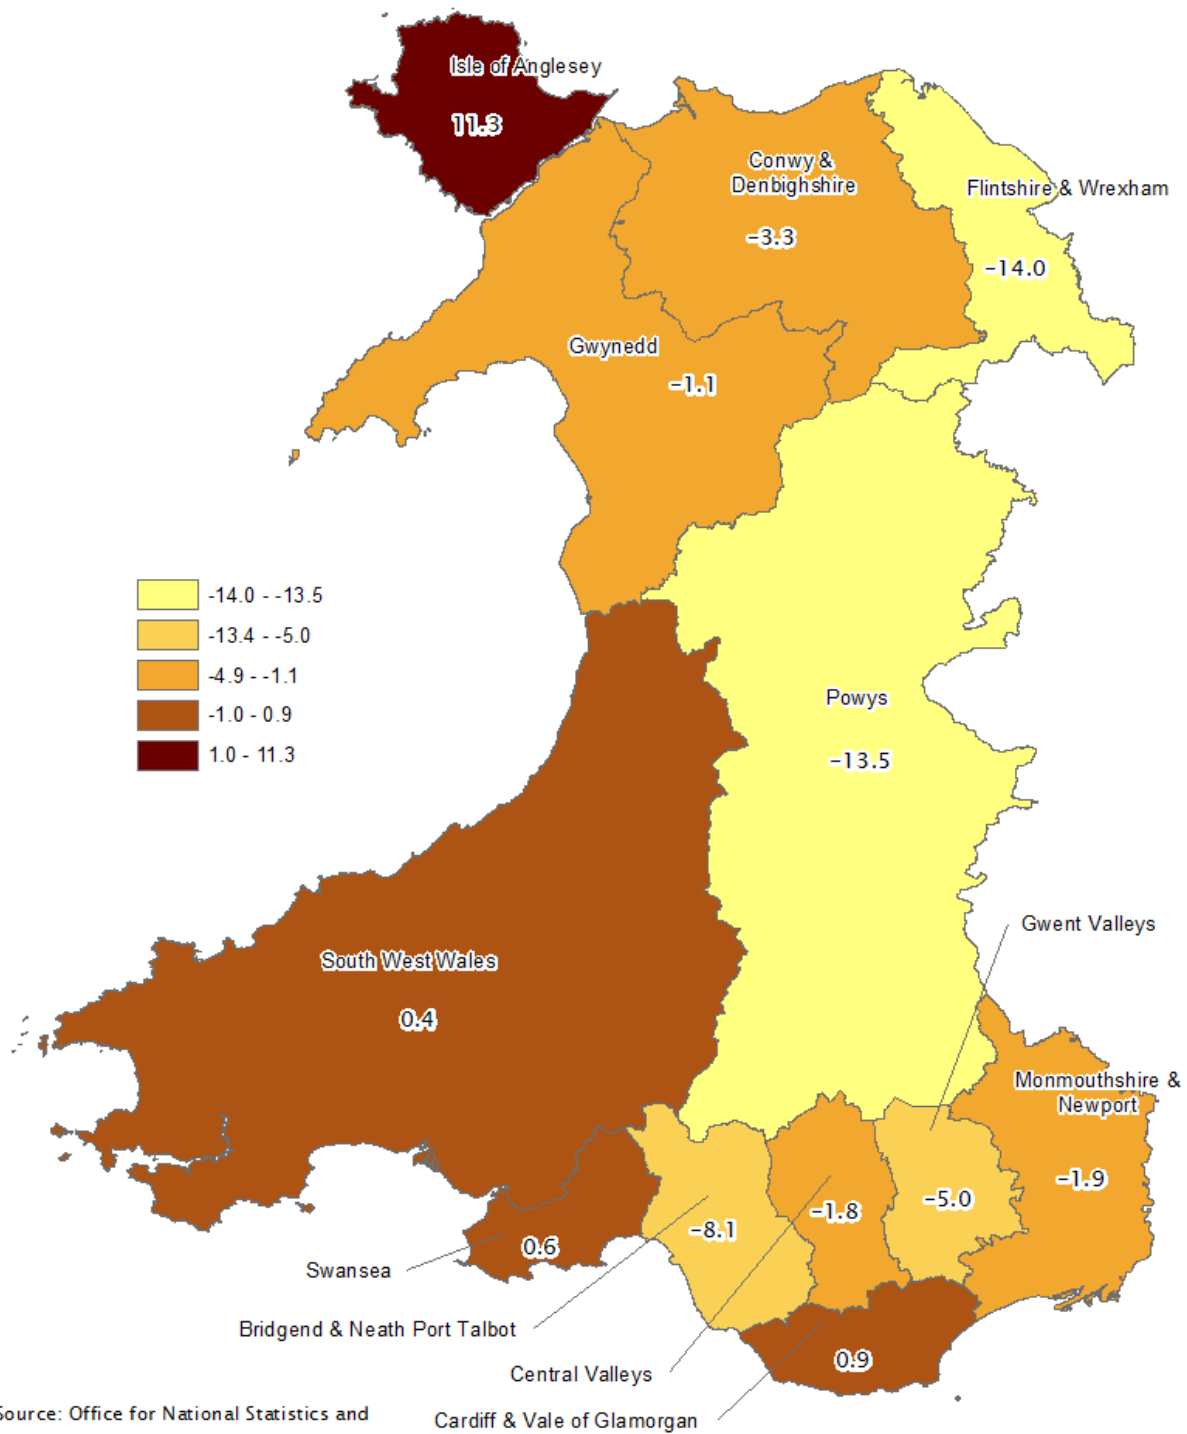 Isle of Anglesey
11.3
Conwy &
Denbighshire
-3.3
Flintshire & Wrexham
-14.0
Gwynedd
-1.1
-14.0 - -13.5
-13.4 - -5.0
-4.9 - -1.1
-1.0 - 0.9
1.0 - 11.3
Powys
-13.5
Gwent Valleys
South West Wales
0.4
Monmouthshire &
Newport
-1.9
-5.0
-1.8
-8.1
0.6
Swansea
Bridgend & Neath Port Talbot
0.9
Central Valleys
Source: Office for National Statistics and
Cardiff & Vale of Glamorgan